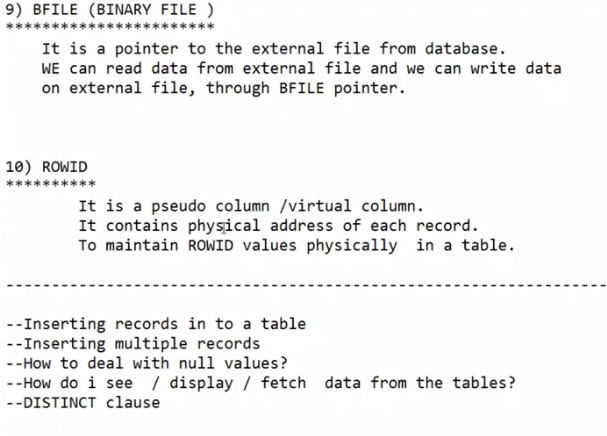 9) BFILE (BINARY FILE )
***********************
It is a pointer to the external file from database.
WE can read data from external file and we can write data
on external file, through BFILE pointer.
10) ROWID
**********
It is a pseudo column /virtual column.
It contains physical address of each record.
To maintain ROWID values physically  in a table.
------------------------------------------------------------------
--Inserting records in to a table
--Inserting multiple records
--How to deal with null values?
--How do i see  / display / fetch  data from the tables?
--DISTINCT clause